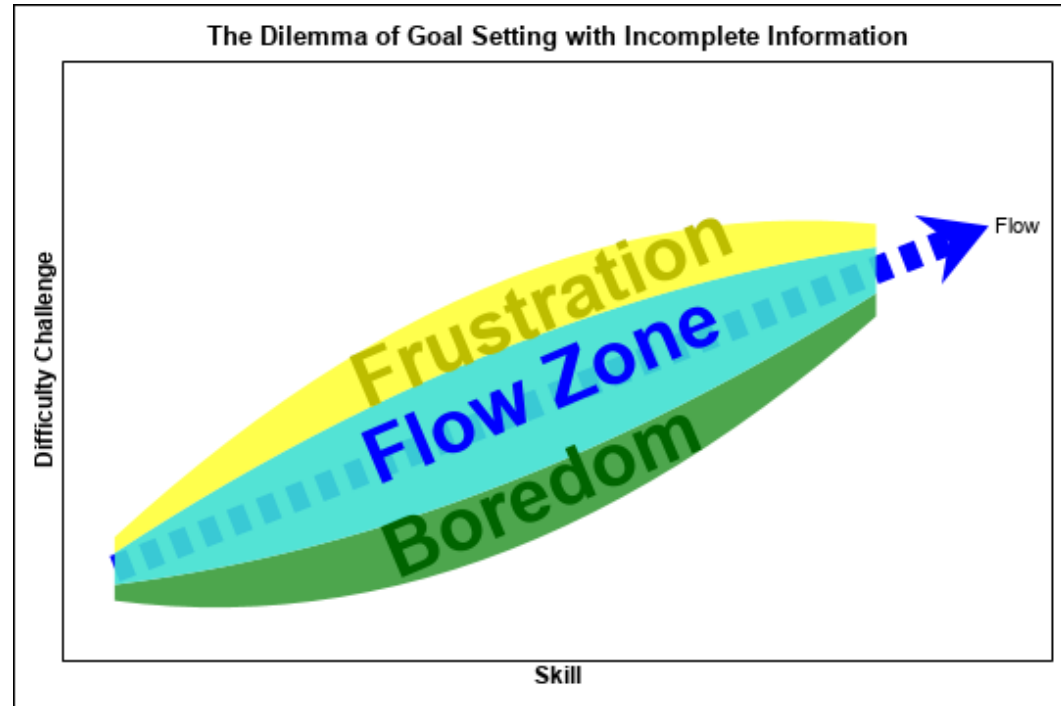 The Dilemma of Goal Setting with Incomplete Information
Flow
Frustration
Flow Zone
Boredom
Difficulty Challenge
Skill